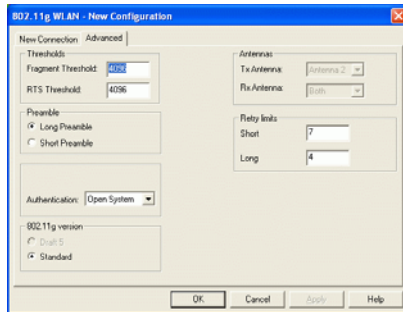 802.11g WLAN - New Configuration
New Connection Advanced
Thresholds
Fragment Threshold: 4096
RTS Threshold: 4096
Preamble
Long Preamble
Short Preamble
Authentication: Open System
802.11g version
Draft 5
Standard
Antennas
Tx Antenna: Antenna 2
Rx Antenna: Both
Retry limits
Short 7
Long 4
OK Cancel Apply Help